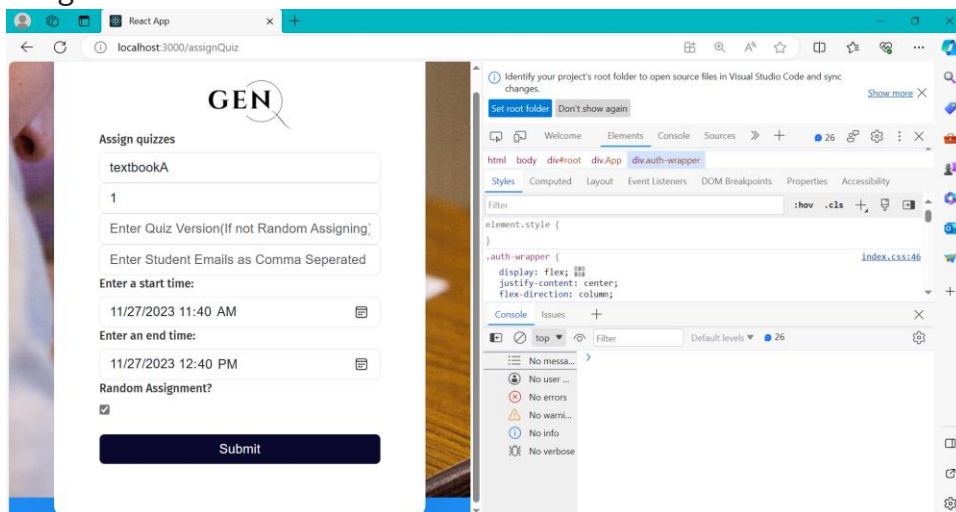 React App
localhost:3000/assignQuiz
GEN
Assign quizzes
textbookA
1
Enter Quiz Version(If not Random Assigning)
Enter Student Emails as Comma Seperated
Enter a start time:
11/27/2023 11:40 AM
Enter an end time:
11/27/2023 12:40 PM
Random Assignment?
Submit
Identify your project's root folder to open source files in Visual Studio Code and sync
changes.
Show more
Set root folder Don't show again
Welcome Elements Console Sources 26
html body div#root div.App div.auth-wrapper
Styles Computed Layout Event Listeners DOM Breakpoints Properties Accessibility
Filter :hov .cls
element.style {
}
.auth-wrapper { index.css:46
display: flex;
justify-content: center;
flex-direction: column;
Console Issues
top Filter Default levels 26
No messa...
No user ...
No errors
No warni...
No info
No verbose